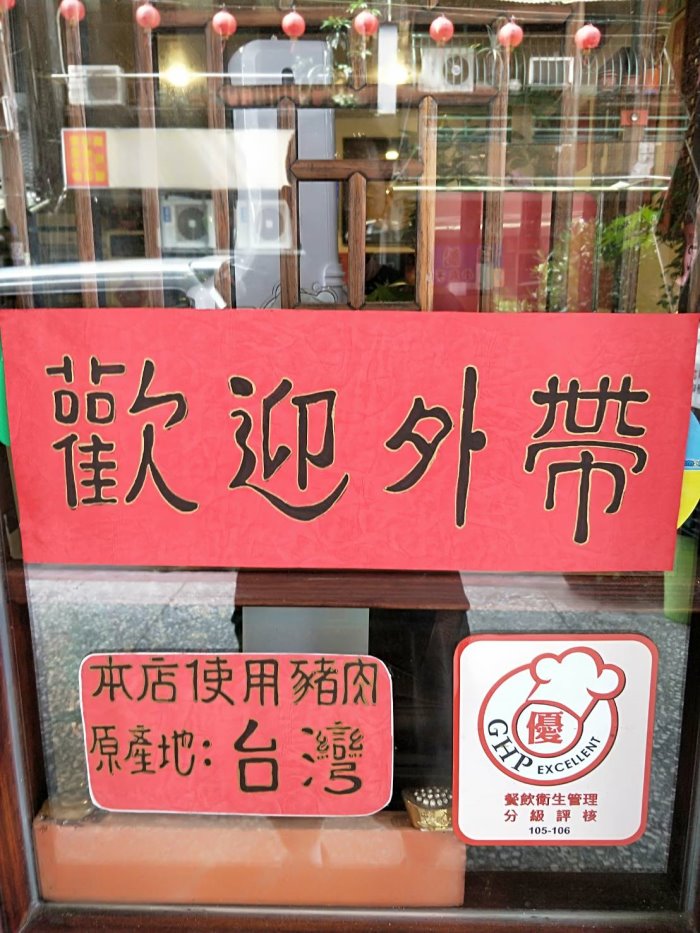 歡迎外帶
本店使用豬肉
原產地：台灣
優
GHP EXCELLENT
餐飲衛生管理
分級評核
105-106